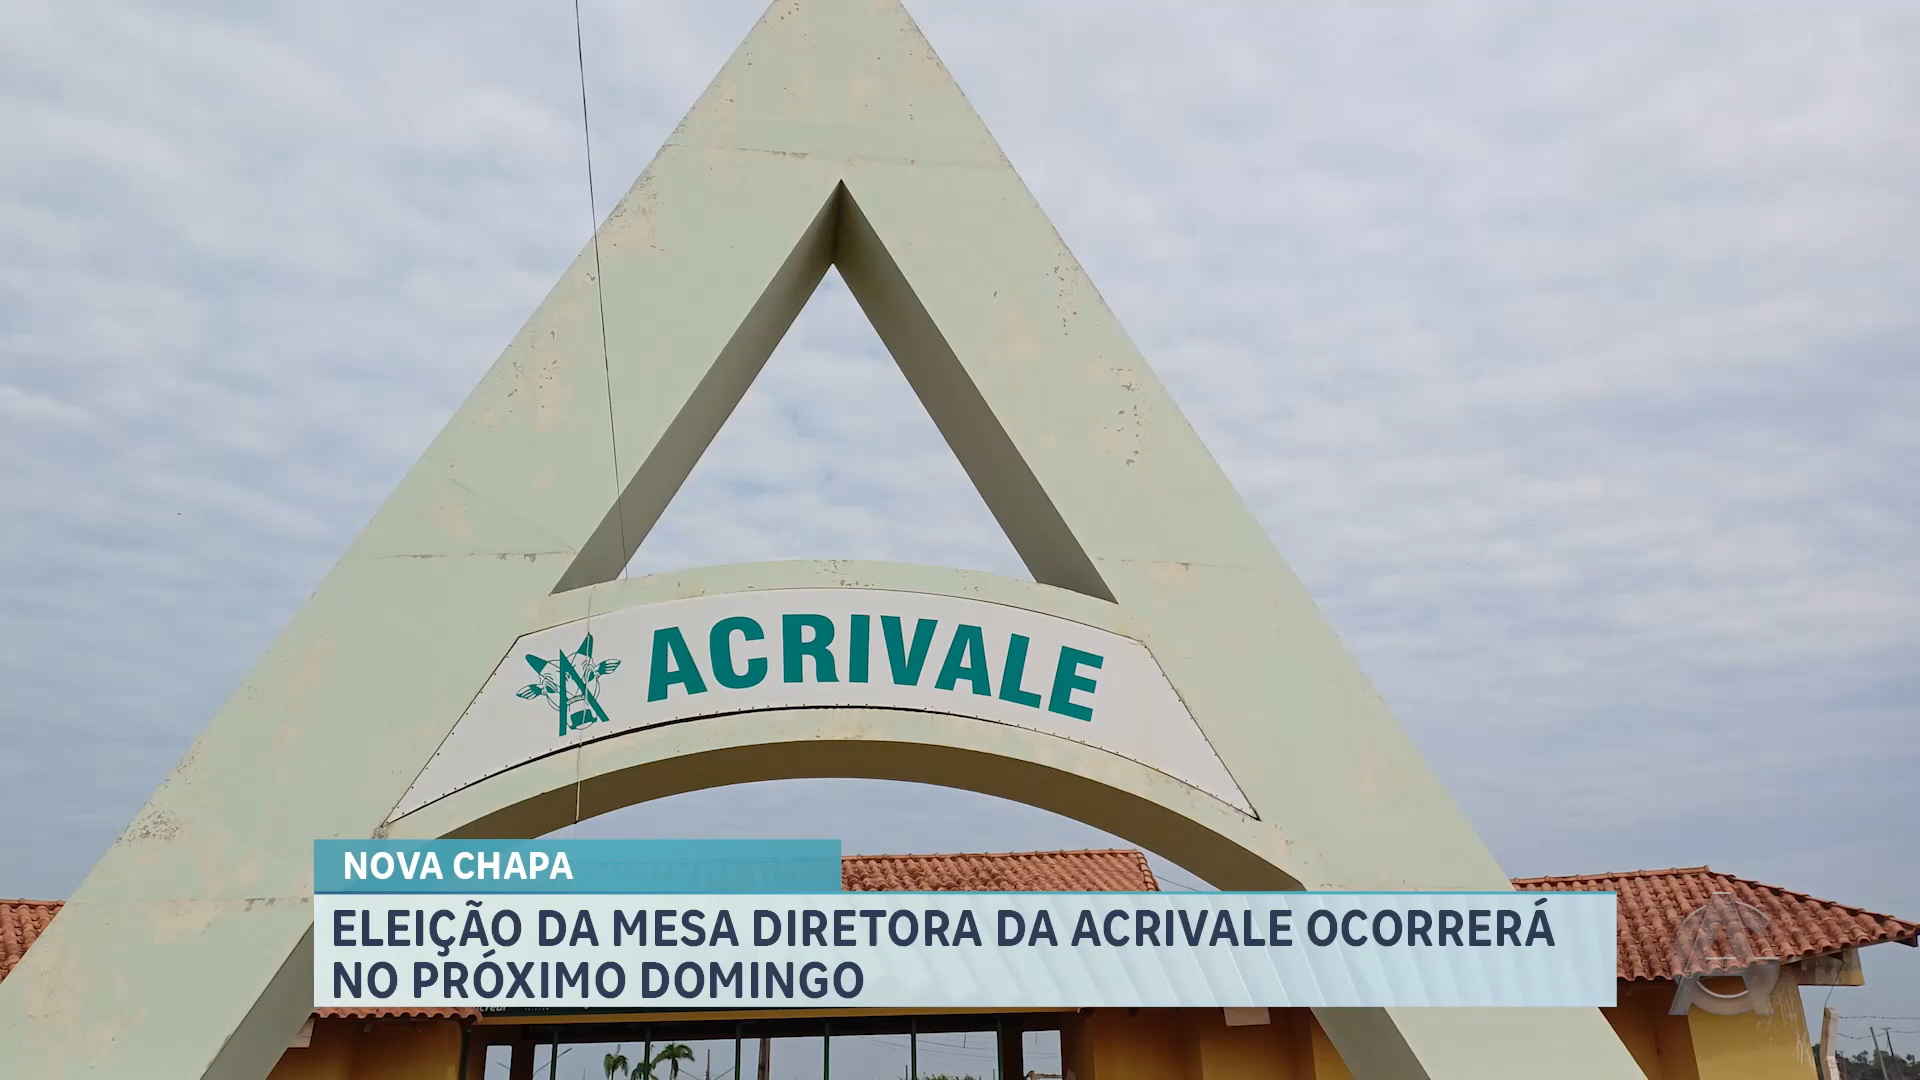 ACRIVALE
NOVA CHAPA
ELEIÇÃO DA MESA DIRETORA DA ACRIVALE OCORRERÁ
NO PRÓXIMO DOMINGO